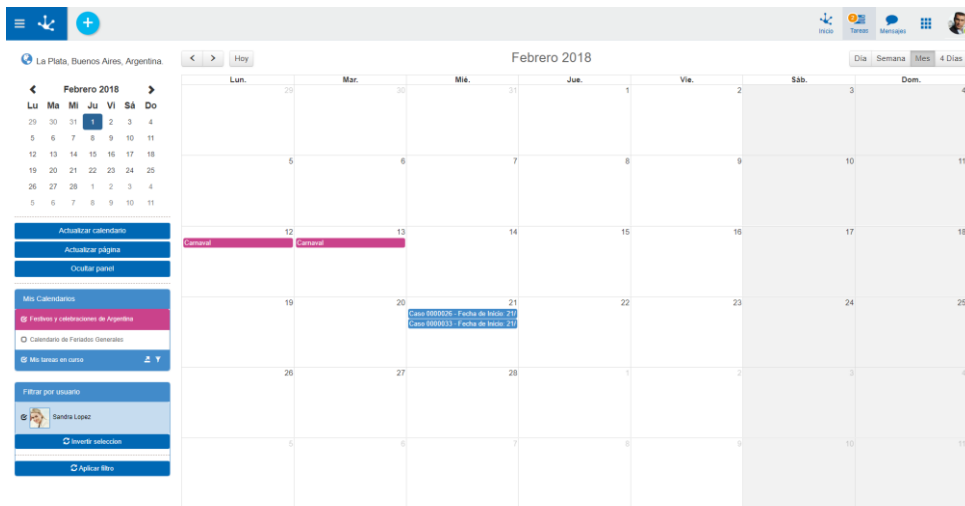 2
Inicio
Tareas
Mensajes
La Plata, Buenos Aires, Argentina.
Hoy
Febrero 2018
Día Semana Mes 4 Días
Febrero 2018
Lu Ma Mi Ju Vi Sá Do
29 30 31 1 2 3 4
5 6 7 8 9 10 11
12 13 14 15 16 17 18
19 20 21 22 23 24 25
26 27 28 1 2 3 4
5 6 7 8 9 10 11
Actualizar calendario
Actualizar página
Ocultar panel
Mis Calendarios
Festivos y celebraciones de Argentina
Calendario de Feriados Generales
Mis tareas en curso
Filtrar por usuario
Sandra Lopez
Invertir seleccion
Aplicar filtro
Lun. Mar. Mié. Jue. Vie. Sáb. Dom.
29 30 31 1 2 3 4
5 6 7 8 9 10 11
12 13 14 15 16 17 18
Carnaval Carnaval
19 20 21 22 23 24 25
Caso 0000026 - Fecha de Inicio: 21/
Caso 0000033 - Fecha de Inicio: 21/
26 27 28 1 2 3 4
5 6 7 8 9 10 11